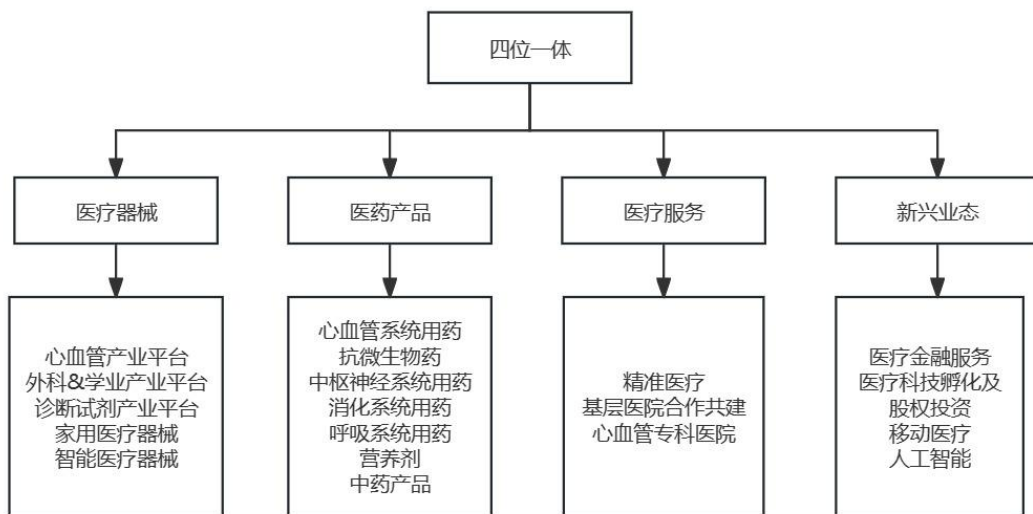 四位一体
医疗器械
医药产品
医疗服务
新兴业态
心血管产业平台
外科&学业产业平台
诊断试剂产业平台
家用医疗器械
智能医疗器械
心血管系统用药
抗微生物药
中枢神经系统用药
消化系统用药
呼吸系统用药
营养剂
中药产品
精准医疗
基层医院合作共建
心血管专科医院
医疗金融服务
医疗科技孵化及
股权投资
移动医疗
人工智能